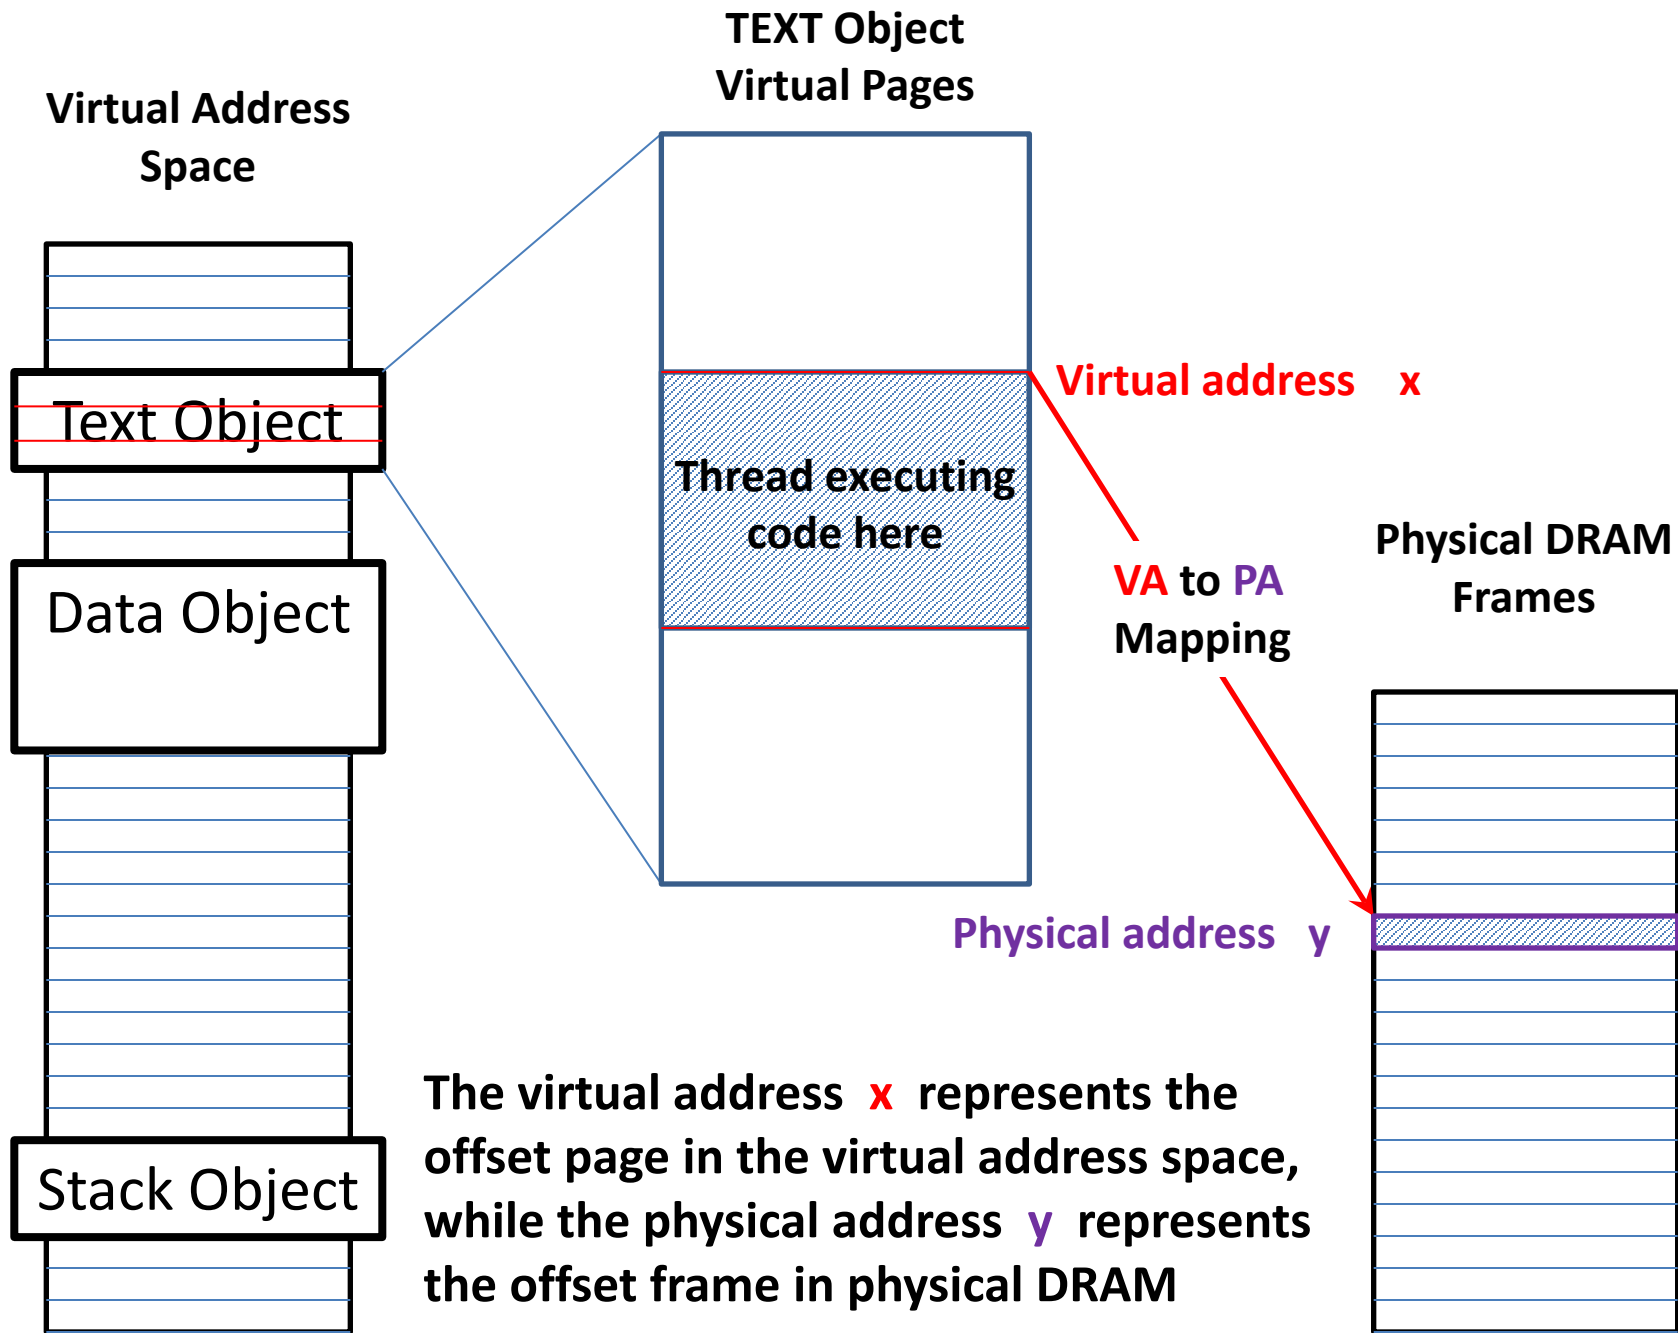 TEXT Object
Virtual Pages
Virtual Address
Space
Text Object
Data Object
Stack Object
Thread executing
code here
Virtual address x
VA to PA
Mapping
Physical DRAM
Frames
Physical address y
The virtual address x represents the
offset page in the virtual address space,
while the physical address y represents
the offset frame in physical DRAM